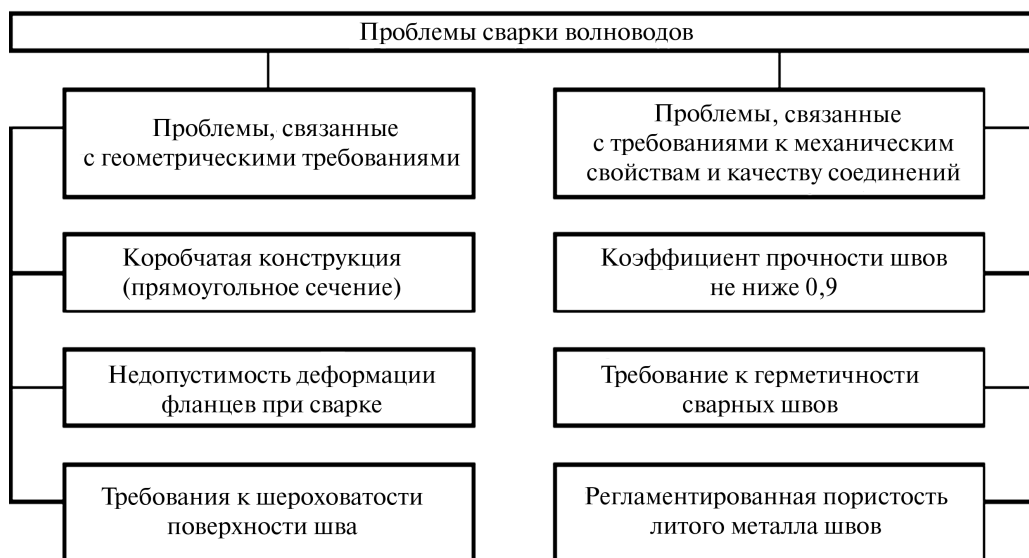 Проблемы сварки волноводов
Проблемы, связанные
с геометрическими требованиями
Коробчатая конструкция
(прямоугольное сечение)
Недопустимость деформации
фланцев при сварке
Требования к шероховатости
поверхности шва
Проблемы, связанные
с требованиями к механическим
свойствам и качеству соединений
Коэффициент прочности швов
не ниже 0,9
Требование к герметичности
сварных швов
Регламентированная пористость
литого металла швов